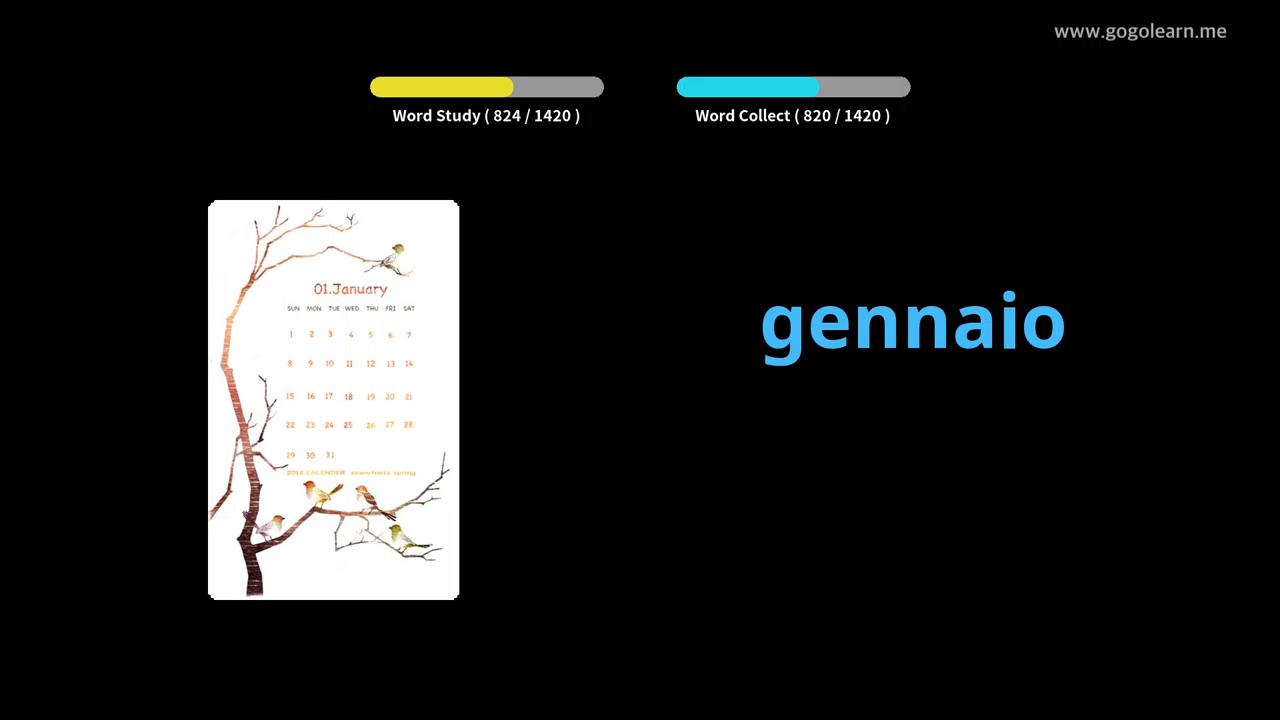 www.gogolearn.me
Word Study ( 824 / 1420 )
Word Collect ( 820 / 1420 )
01.January
SUN MON TUE WED THU FRI SAT
1 2 3 4 5 6 7
8 9 10 11 12 13 14
15 16 17 18 19 20 21
22 23 24 25 26 27 28
29 30 31
CALENDER spring
gennaio